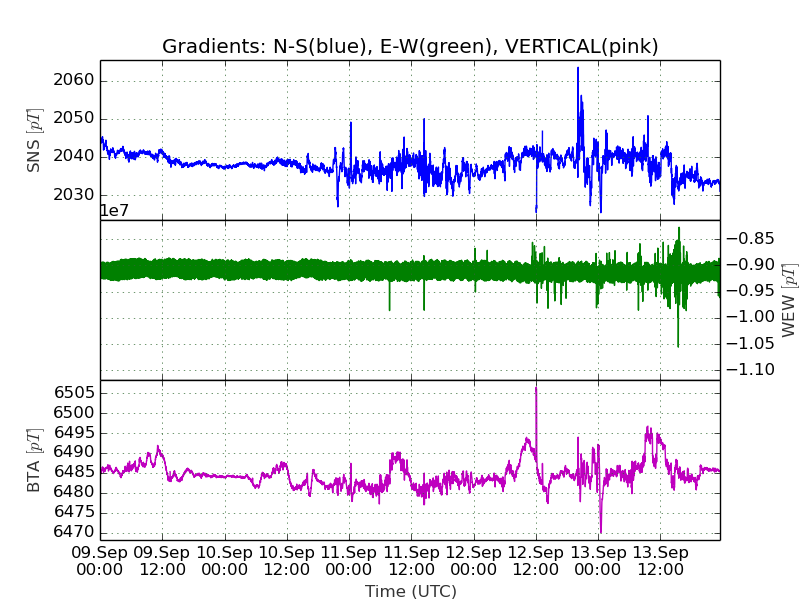 Gradients: N-S(blue), E-W(green), VERTICAL(pink)
2060
2050
2040
2030
SNS [pT]
1e7
−0.85
−0.90
−0.95
−1.00
−1.05
−1.10
WEW [pT]
6505
6500
6495
6490
6485
6480
6475
6470
BTA [pT]
09.Sep 09.Sep 10.Sep 10.Sep 11.Sep 11.Sep 12.Sep 12.Sep 13.Sep 13.Sep
00:00 12:00 00:00 12:00 00:00 12:00 00:00 12:00 00:00 12:00
Time (UTC)